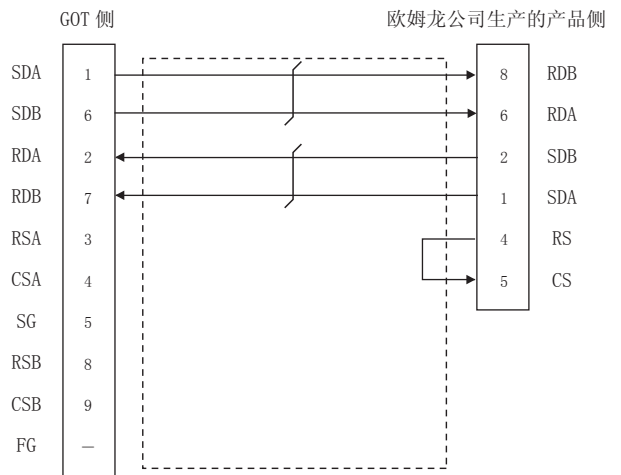 GOT 侧 欧姆龙公司生产的产品侧
SDA 1 8 RDB
SDB 6 6 RDA
RDA 2 2 SDB
RDB 7 1 SDA
RSA 3 4 RS
CSA 4 5 CS
SG 5
RSB 8
CSB 9
FG —